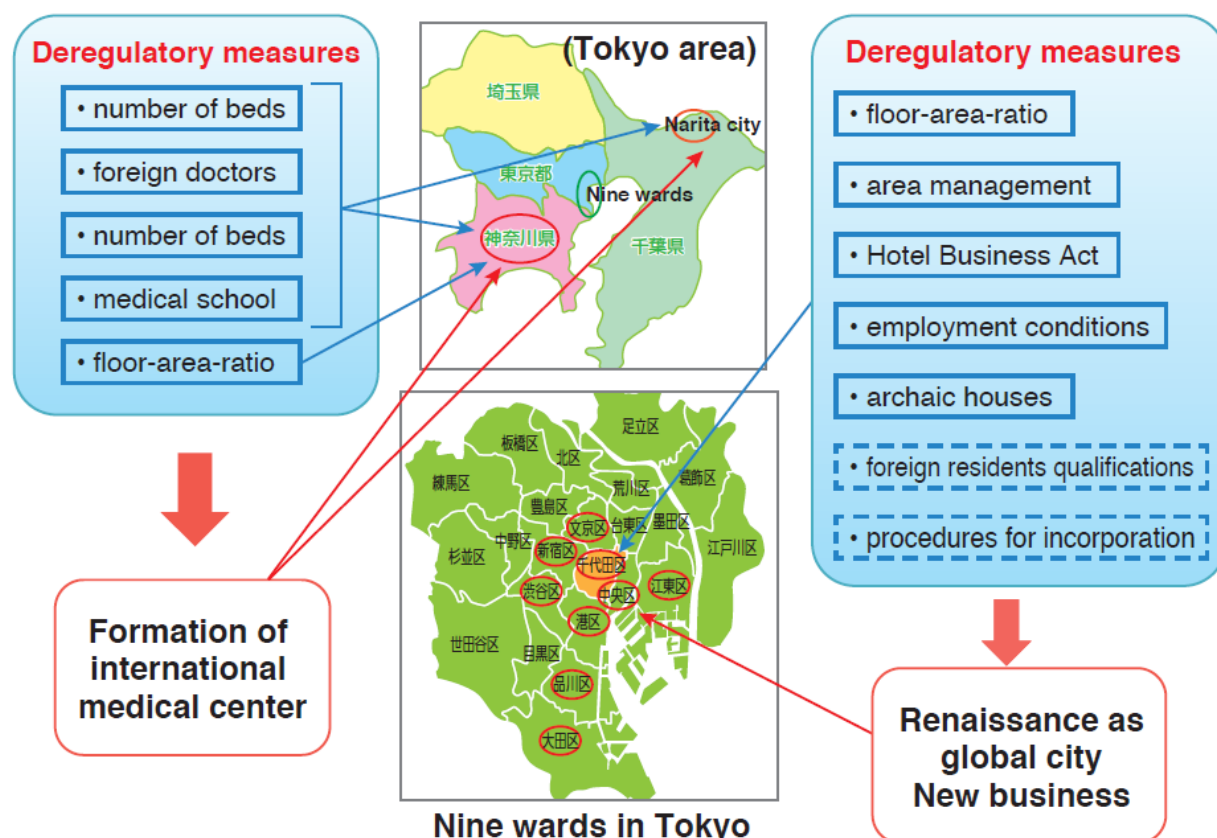 Deregulatory measures
• number of beds
• foreign doctors
• number of beds
• medical school
• floor-area-ratio
Formation of
international
medical center
(Tokyo area)
埼玉県
Narita city
東京都
Nine wards
神奈川県
千葉県
足立区
板橋区
北区
葛飾区
練馬区
荒川区
豊島区
文京区
台東区
墨田区
中野区
新宿区
江戸川区
杉並区
千代田区
渋谷区
中央区
江東区
港区
世田谷区
目黒区
品川区
大田区
Nine wards in Tokyo
Deregulatory measures
• floor-area-ratio
• area management
• Hotel Business Act
• employment conditions
• archaic houses
• foreign residents qualifications
• procedures for incorporation
Renaissance as
global city
New business